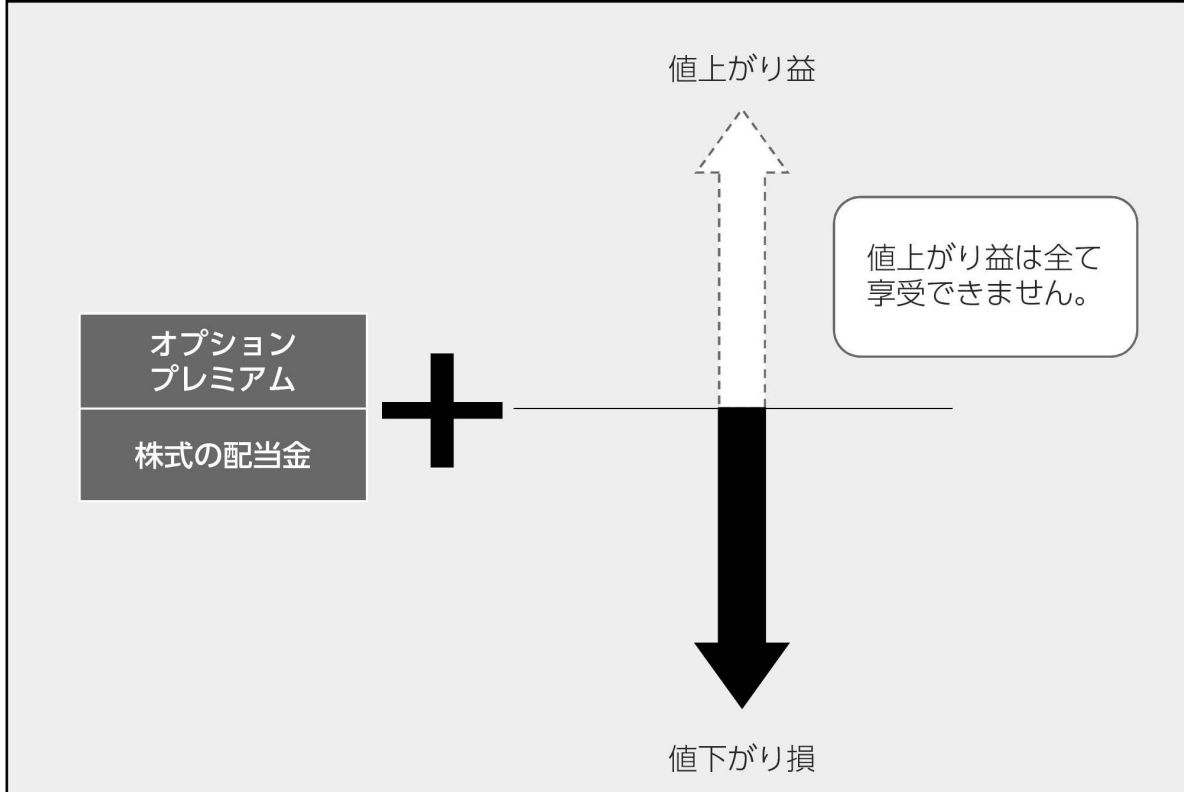 値上がり益
値上がり益は全て
享受できません。
オプション
プレミアム
株式の配当金
値下がり損